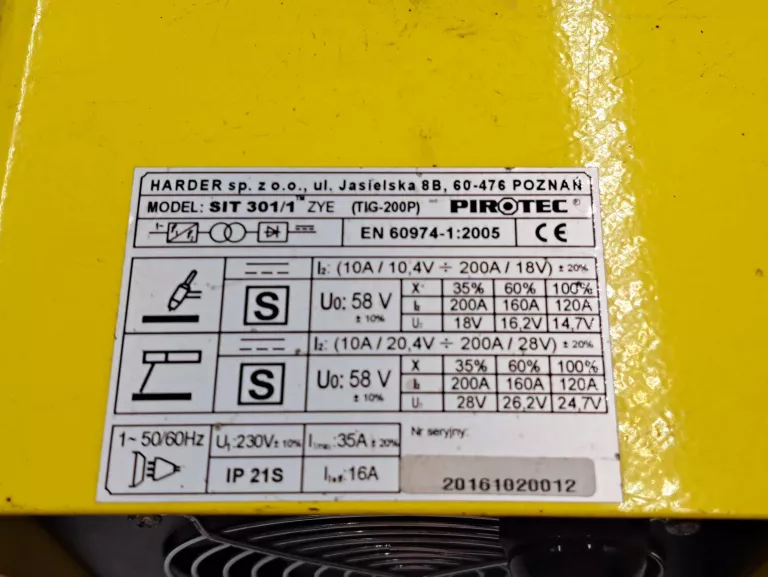 HARDER sp. z o.o., ul. Jasielska 8B, 60-476 POZNAŃ
MODEL: SIT 301/1™ ZYE (TIG-200P) PIROTEC®
1~ f₁ f₂ EN 60974-1:2005 CE
I₂: (10A / 10,4V ÷ 200A / 18V) ± 20%
S U₀: 58 V ± 10%
X 35% 60% 100%
I₂ 200A 160A 120A
U₂ 18V 16,2V 14,7V
I₂: (10A / 20,4V ÷ 200A / 28V) ± 20%
S U₀: 58 V ± 10%
X 35% 60% 100%
I₂ 200A 160A 120A
U₂ 28V 26,2V 24,7V
1~ 50/60Hz U₁:230V± 10% I₁max:35A ± 20% Nr seryjny:
IP 21S I₁eff:16A 20161020012